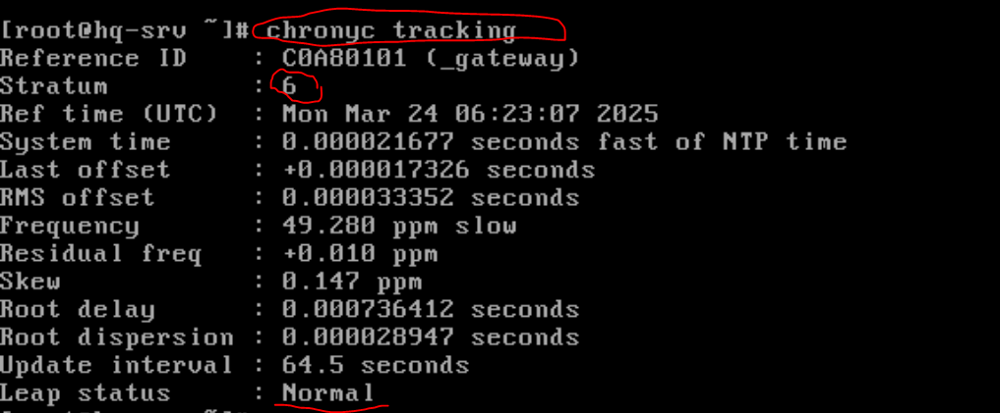 [root@hq-srv ~]# chronyc tracking
Reference ID    : C0A80101 (_gateway)
Stratum         : 6
Ref time (UTC)  : Mon Mar 24 06:23:07 2025
System time     : 0.000021677 seconds fast of NTP time
Last offset     : +0.000017326 seconds
RMS offset      : 0.000033352 seconds
Frequency       : 49.280 ppm slow
Residual freq   : +0.010 ppm
Skew            : 0.147 ppm
Root delay      : 0.000736412 seconds
Root dispersion : 0.000028947 seconds
Update interval : 64.5 seconds
Leap status     : Normal